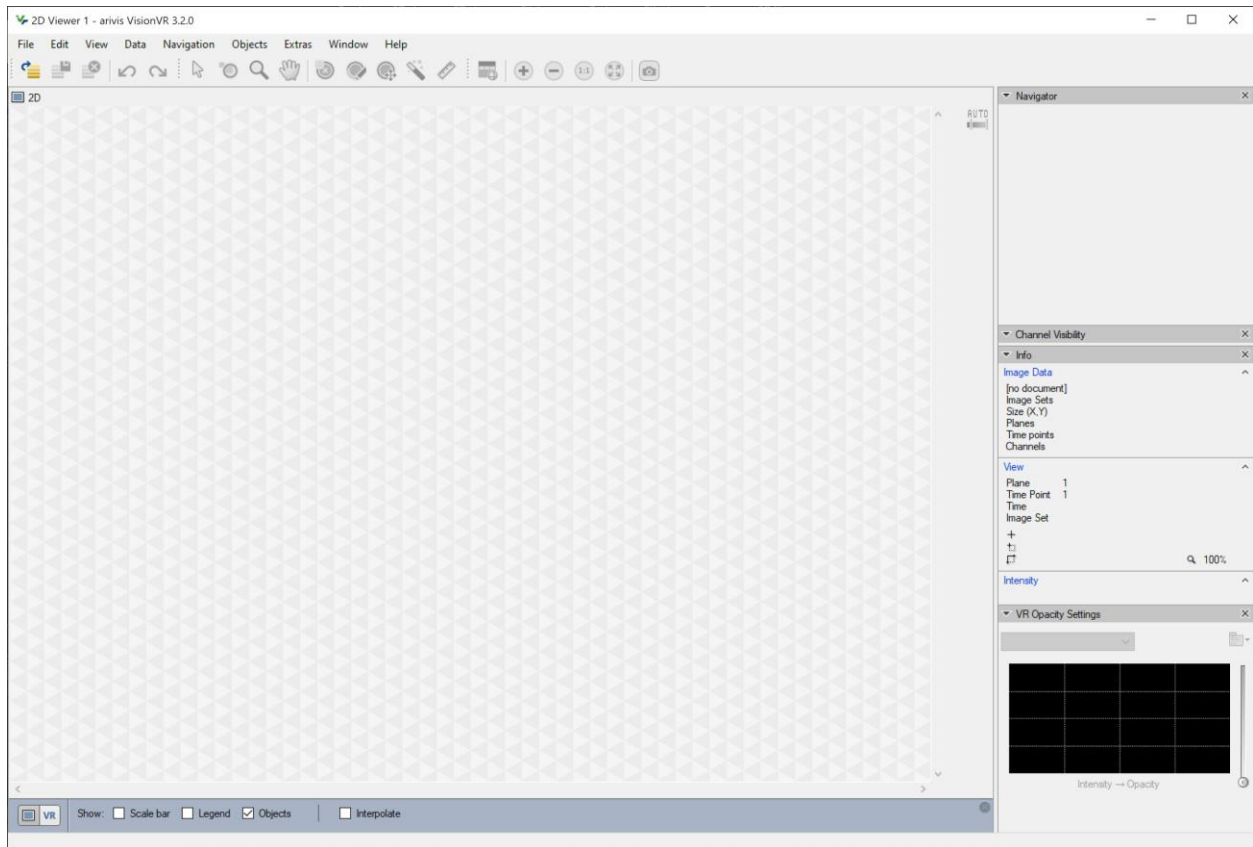 2D Viewer 1 - arivis VisionVR 3.2.0
File Edit View Data Navigation Objects Extras Window Help
1:1
2D
AUTO
Navigator
Channel Visibility
Info
Image Data
[no document]
Image Sets
Size (X,Y)
Planes
Time points
Channels
View
Plane 1
Time Point 1
Time
Image Set
100%
Intensity
VR Opacity Settings
Intensity → Opacity
VR Show: Scale bar Legend Objects Interpolate